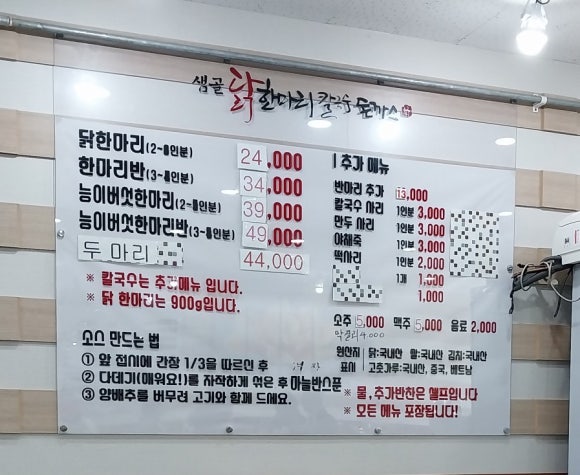 샘골 닭한마리 칼국수 돈까스
닭한마리(2~3인분) 24,000
한마리반(3~4인분) 34,000
능이버섯한마리(2~3인분) 39,000
능이버섯한마리반(3~4인분) 49,000
두마리 44,000
※ 칼국수는 추가메뉴 입니다.
※ 닭 한마리는 900g입니다.
소스 만드는 법
① 앞 접시에 간장 1/3을 따르신 후
② 다데기(매워요!)를 자작하게 섞은 후 마늘반스푼
③ 양배추를 버무려 고기와 함께 드세요.
추가 메뉴
반마리 추가 13,000
칼국수 사리 1인분 3,000
만두 사리 1인분 3,000
야채죽 1인분 3,000
떡사리 1인분 2,000
1개 1,000
1,000
소주 5,000 맥주 5,000 음료 2,000
막걸리 4,000
원산지 표시
닭:국내산 쌀:국내산 김치:국내산
고춧가루:국내산, 중국, 베트남
※ 물, 추가반찬은 셀프입니다
※ 모든 메뉴 포장됩니다!